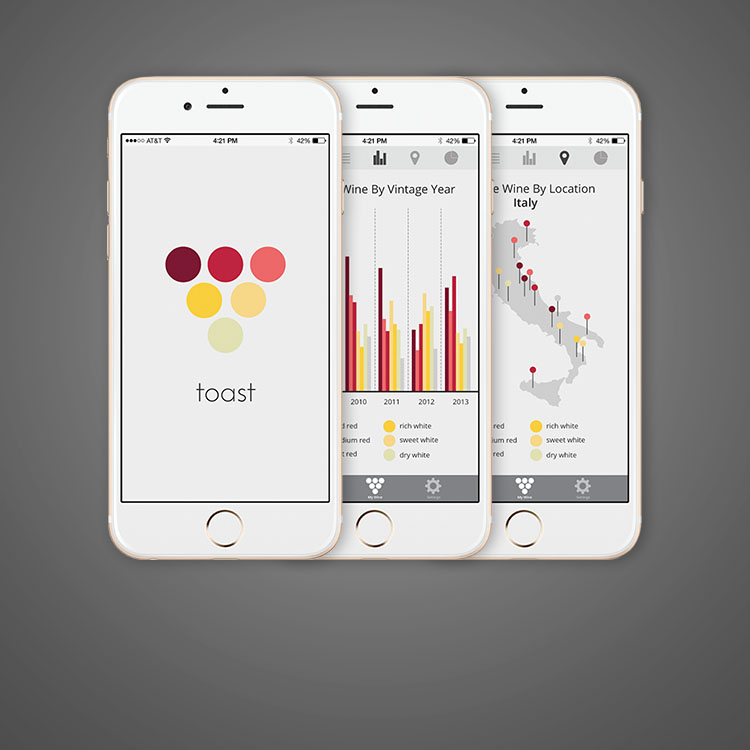 ●●●○○ AT&T 4:21 PM 42%
toast
4:21 PM 42%
Wine By Vintage Year
2010 2011 2012 2013
d red rich white
dium red sweet white
t red dry white
My Wine Settings
4:21 PM 42%
e Wine By Location
Italy
d red rich white
dium red sweet white
t red dry white
My Wine Settings